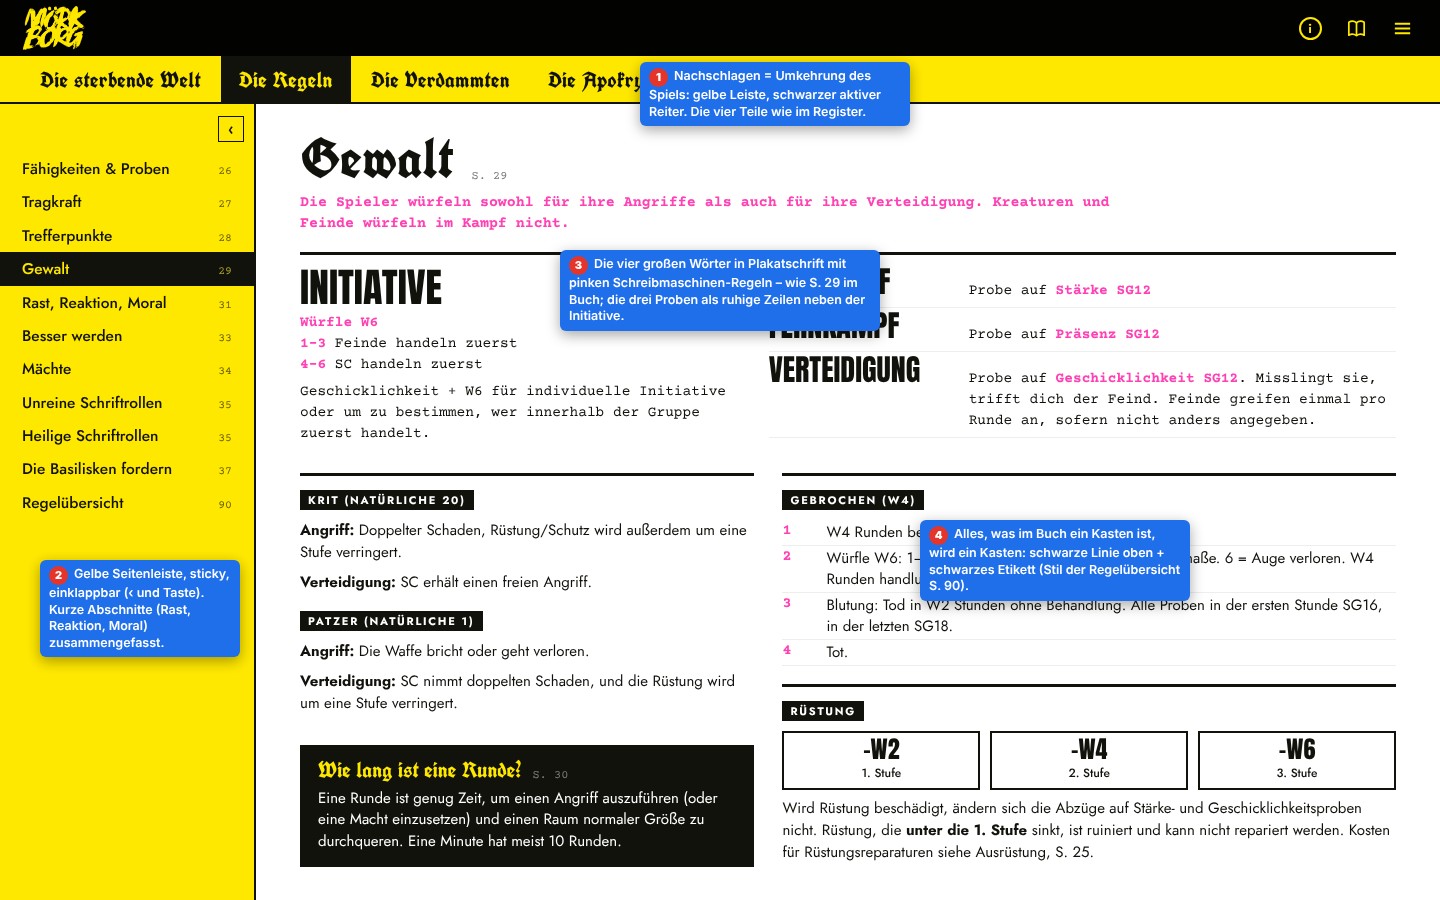 MÖRK
BORG
Die sterbende Welt
Die Regeln
Die Verdammten
Die Apokry
1 Nachschlagen = Umkehrung des
Spiels: gelbe Leiste, schwarzer aktiver
Reiter. Die vier Teile wie im Register.
‹
Fähigkeiten & Proben 26
Tragkraft 27
Trefferpunkte 28
Gewalt 29
Rast, Reaktion, Moral 31
Besser werden 33
Mächte 34
Unreine Schriftrollen 35
Heilige Schriftrollen 35
Die Basilisken fordern 37
Regelübersicht 90
2 Gelbe Seitenleiste, sticky,
einklappbar (‹ und Taste).
Kurze Abschnitte (Rast,
Reaktion, Moral)
zusammengefasst.
Gewalt S. 29
Die Spieler würfeln sowohl für ihre Angriffe als auch für ihre Verteidigung. Kreaturen und
Feinde würfeln im Kampf nicht.
INITIATIVE
Würfle W6
1–3 Feinde handeln zuerst
4–6 SC handeln zuerst
Geschicklichkeit + W6 für individuelle Initiative
oder um zu bestimmen, wer innerhalb der Gruppe
zuerst handelt.
3 Die vier großen Wörter in Plakatschrift mit
pinken Schreibmaschinen-Regeln – wie S. 29 im
Buch; die drei Proben als ruhige Zeilen neben der
Initiative.
F
Probe auf Stärke SG12
FERNKAMPF
Probe auf Präsenz SG12
VERTEIDIGUNG
Probe auf Geschicklichkeit SG12. Misslingt sie,
trifft dich der Feind. Feinde greifen einmal pro
Runde an, sofern nicht anders angegeben.
KRIT (NATÜRLICHE 20)
Angriff: Doppelter Schaden, Rüstung/Schutz wird außerdem um eine
Stufe verringert.
Verteidigung: SC erhält einen freien Angriff.
PATZER (NATÜRLICHE 1)
Angriff: Die Waffe bricht oder geht verloren.
Verteidigung: SC nimmt doppelten Schaden, und die Rüstung wird
um eine Stufe verringert.
Wie lang ist eine Runde? S. 30
Eine Runde ist genug Zeit, um einen Angriff auszuführen (oder
eine Macht einzusetzen) und einen Raum normaler Größe zu
durchqueren. Eine Minute hat meist 10 Runden.
GEBROCHEN (W4)
1 W4 Runden be
2 Würfle W6: 1– maße. 6 = Auge verloren. W4
Runden handlu
4 Alles, was im Buch ein Kasten ist,
wird ein Kasten: schwarze Linie oben +
schwarzes Etikett (Stil der Regelübersicht
S. 90).
3 Blutung: Tod in W2 Stunden ohne Behandlung. Alle Proben in der ersten Stunde SG16,
in der letzten SG18.
4 Tot.
RÜSTUNG
-W2
1. Stufe
-W4
2. Stufe
-W6
3. Stufe
Wird Rüstung beschädigt, ändern sich die Abzüge auf Stärke- und Geschicklichkeitsproben
nicht. Rüstung, die unter die 1. Stufe sinkt, ist ruiniert und kann nicht repariert werden. Kosten
für Rüstungsreparaturen siehe Ausrüstung, S. 25.